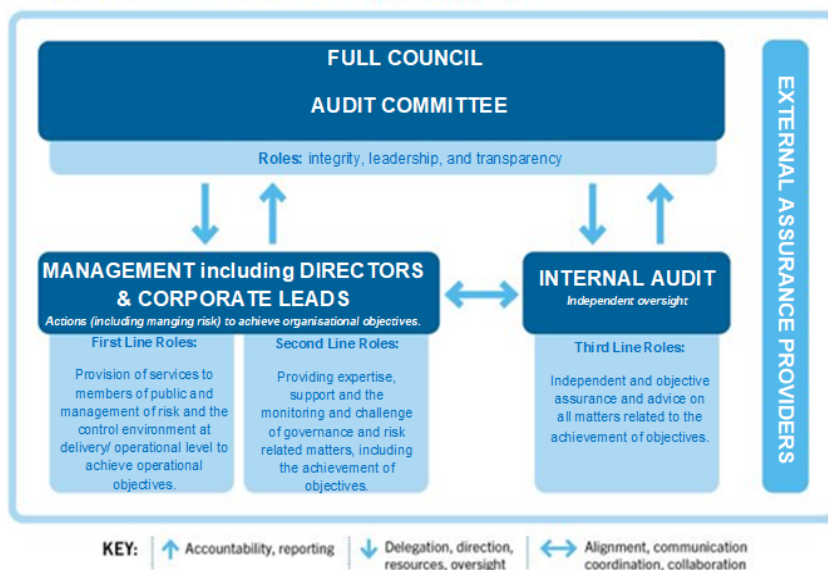 FULL COUNCIL
AUDIT COMMITTEE
Roles: integrity, leadership, and transparency
MANAGEMENT including DIRECTORS
& CORPORATE LEADS
Actions (including manging risk) to achieve organisational objectives.
First Line Roles:
Provision of services to
members of public and
management of risk and the
control environment at
delivery/ operational level to
achieve operational
objectives.
Second Line Roles:
Providing expertise,
support and the
monitoring and challenge
of governance and risk
related matters, including
the achievement of
objectives.
INTERNAL AUDIT
Independent oversight
Third Line Roles:
Independent and objective
assurance and advice on
all matters related to the
achievement of objectives.
EXTERNAL ASSURANCE PROVIDERS
KEY:
Accountability, reporting
Delegation, direction,
resources, oversight
Alignment, communication
coordination, collaboration